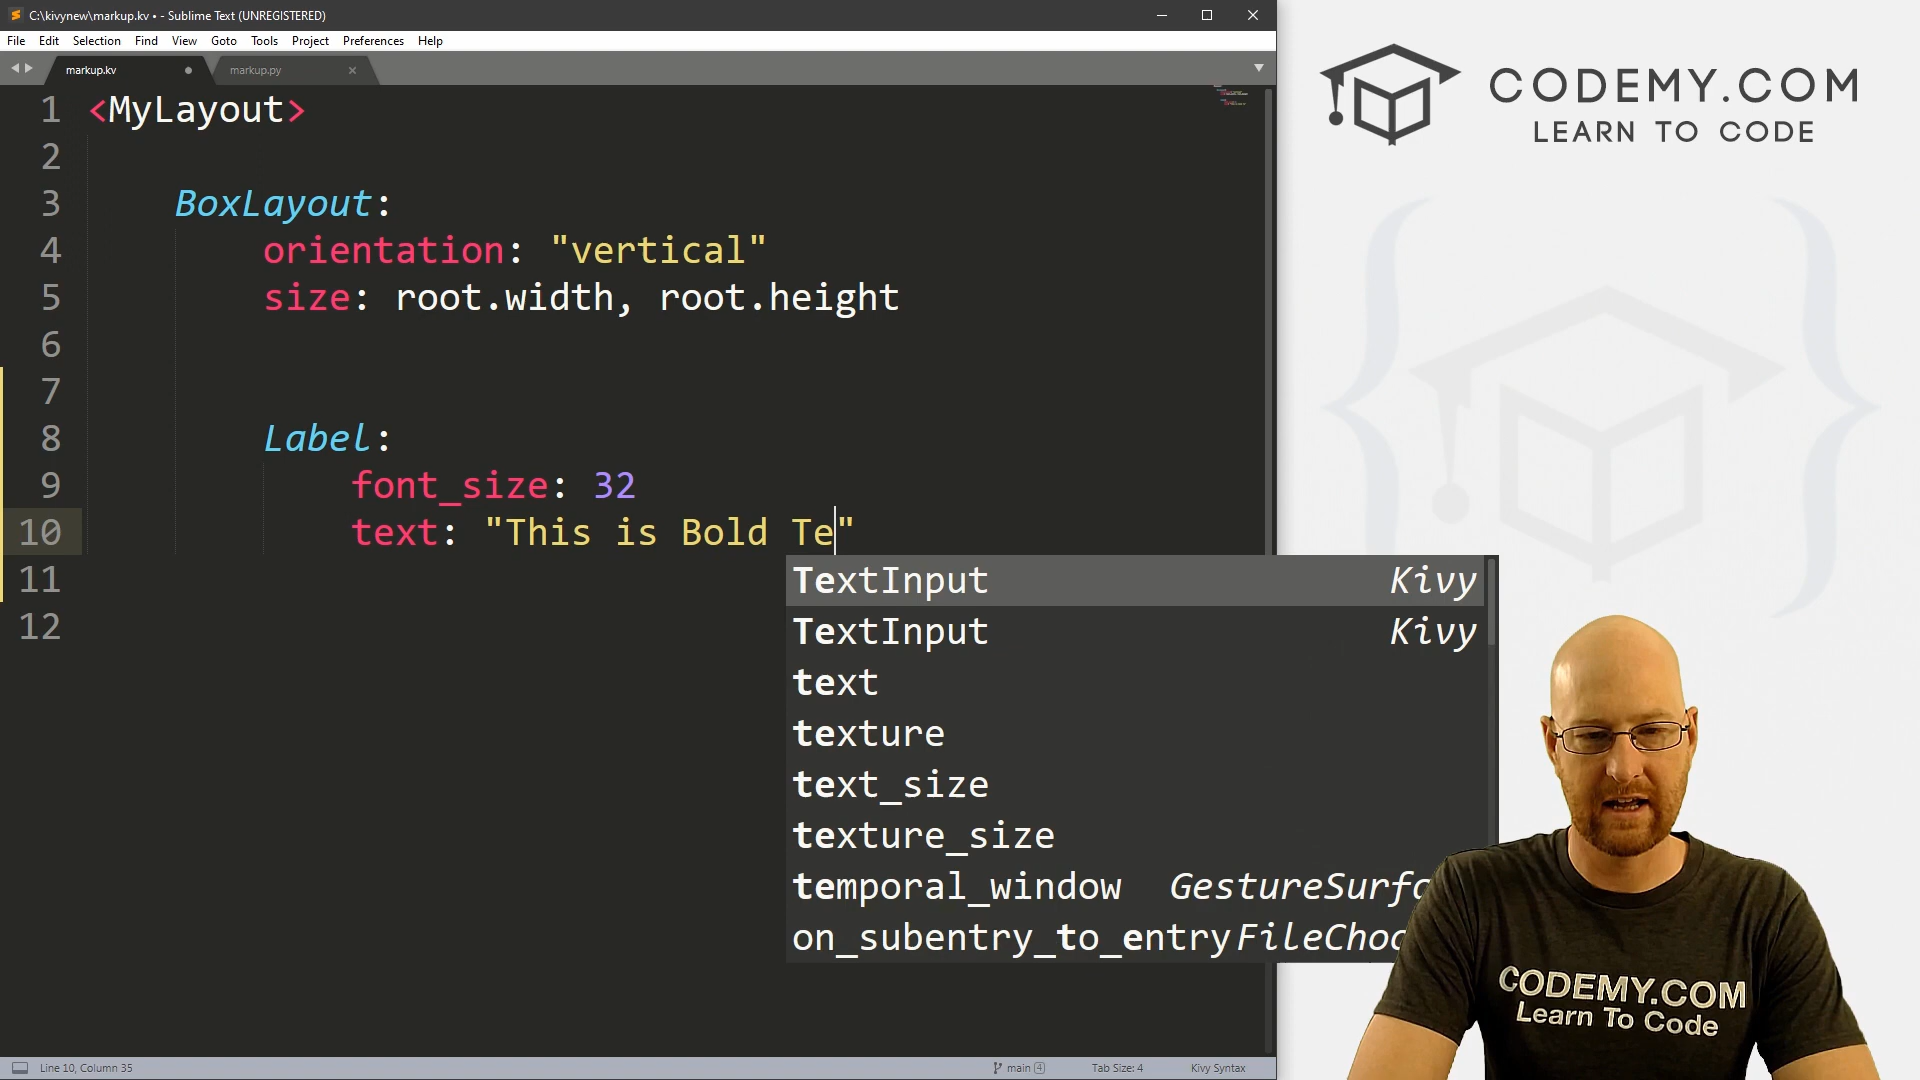 C:\kivynew\markup.kv • - Sublime Text (UNREGISTERED)
File Edit Selection Find View Goto Tools Project Preferences Help
markup.kv markup.py
1 <MyLayout>
2
3 BoxLayout:
4 orientation: "vertical"
5 size: root.width, root.height
6
7
8 Label:
9 font_size: 32
10 text: "This is Bold Te"
11
12
TextInput Kivy
TextInput Kivy
text
texture
text_size
texture_size
temporal_window GestureSurfa
on_subentry_to_entry FileChoo
Line 10, Column 35 main 4 Tab Size: 4 Kivy Syntax
CODEMY.COM
LEARN TO CODE
CODEMY.COM
Learn To Code